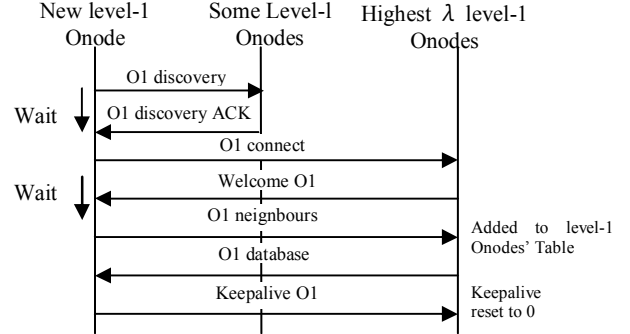 New level-1
Onode
Some Level-l
Onodes
Highest λ level-1
Onodes
O1 discovery
Wait
O1 discovery ACK
O1 connect
Wait
Welcome O1
O1 neignbours
Added to level-1
Onodes' Table
O1 database
Keepalive O1
Keepalive
reset to 0